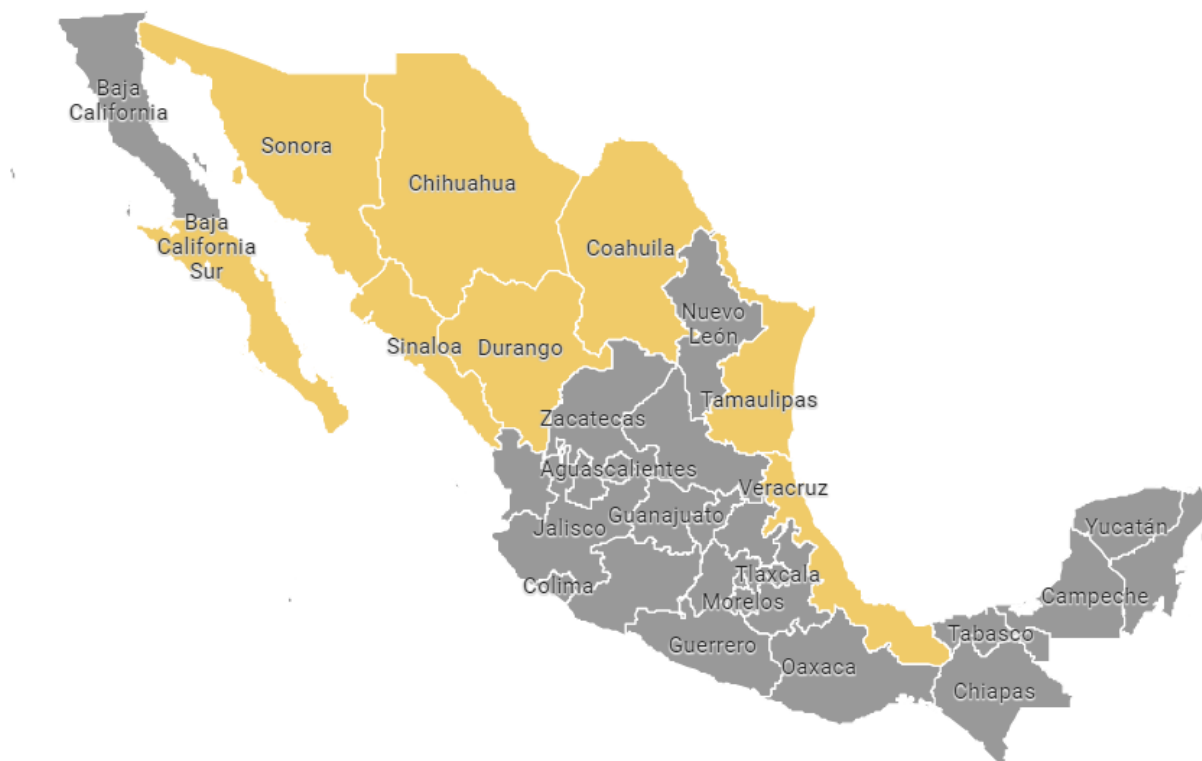 Baja
California
Sonora
Chihuahua
Baja
California
Sur
Coahuila
Nuevo
León
Sinaloa
Durango
Tamaulipas
Zacatecas
Aguascalientes
Veracruz
Guanajuato
Jalisco
Yucatán
Tlaxcala
Colima
Morelos
Campeche
Tabasco
Guerrero
Oaxaca
Chiapas